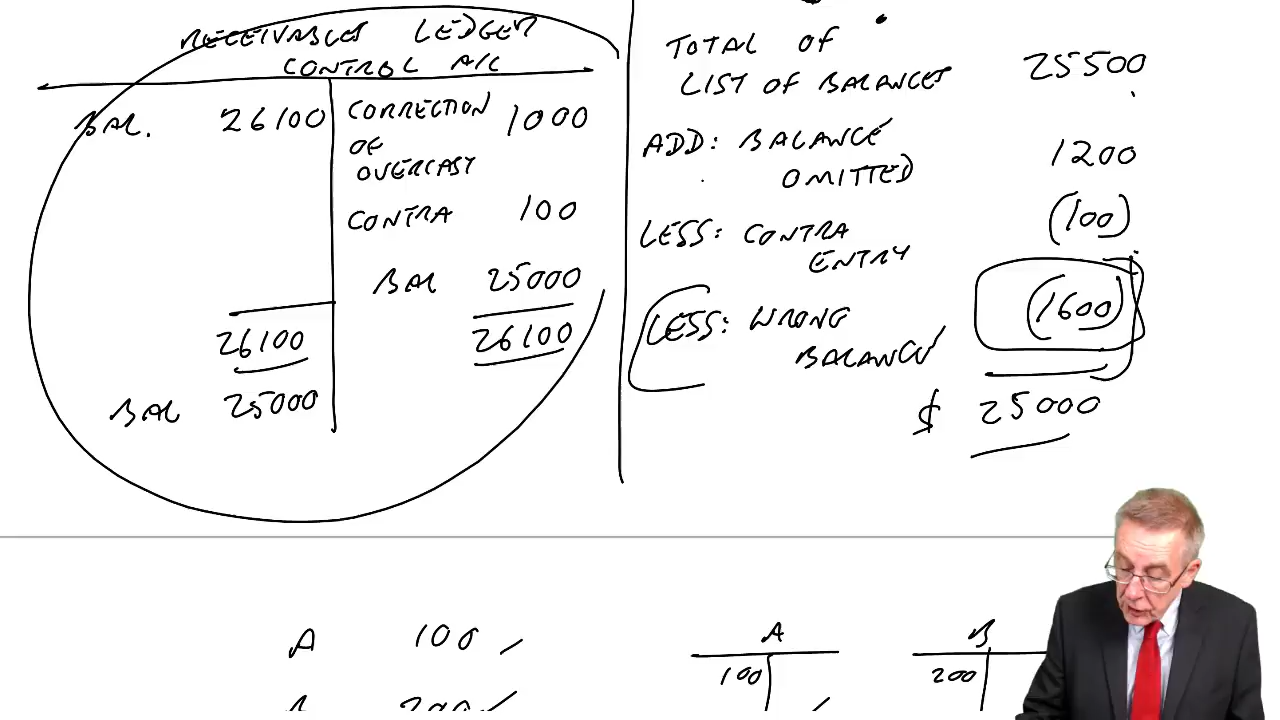 RECEIVABLES LEDGER
CONTROL A/C
BAL. 26100
CORRECTION 1000
OF
OVERCAST
CONTRA 100
BAL 25000
26100 26100
BAL 25000
TOTAL OF
LIST OF BALANCES 25500
ADD: BALANCE
OMITTED 1200
LESS: CONTRA (100)
ENTRY
LESS: WRONG (1600)
BALANCE
$ 25000
A 100
A
100
B
200